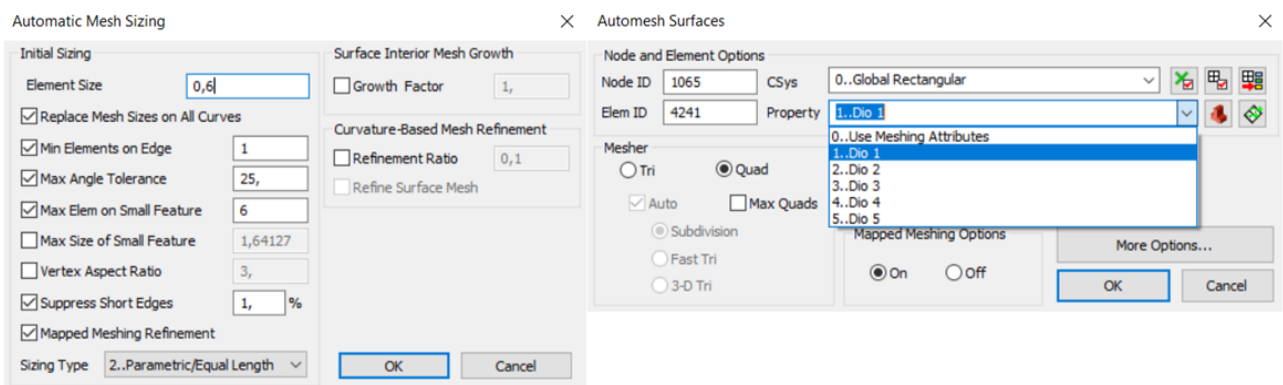 Automatic Mesh Sizing
Initial Sizing
Element Size 0,6
Replace Mesh Sizes on All Curves
Min Elements on Edge 1
Max Angle Tolerance 25,
Max Elem on Small Feature 6
Max Size of Small Feature 1,64127
Vertex Aspect Ratio 3,
Suppress Short Edges 1, %
Mapped Meshing Refinement
Sizing Type 2..Parametric/Equal Length
Surface Interior Mesh Growth
Growth Factor 1,
Curvature-Based Mesh Refinement
Refinement Ratio 0,1
Refine Surface Mesh
OK Cancel
Automesh Surfaces
Node and Element Options
Node ID 1065 CSys 0..Global Rectangular
Elem ID 4241 Property 1..Dio 1
0..Use Meshing Attributes
1..Dio 1
2..Dio 2
3..Dio 3
4..Dio 4
5..Dio 5
Mesher
Tri Quad
Auto Max Quads
Subdivision
Fast Tri
3-D Tri
Mapped Meshing Options
On Off
More Options...
OK Cancel